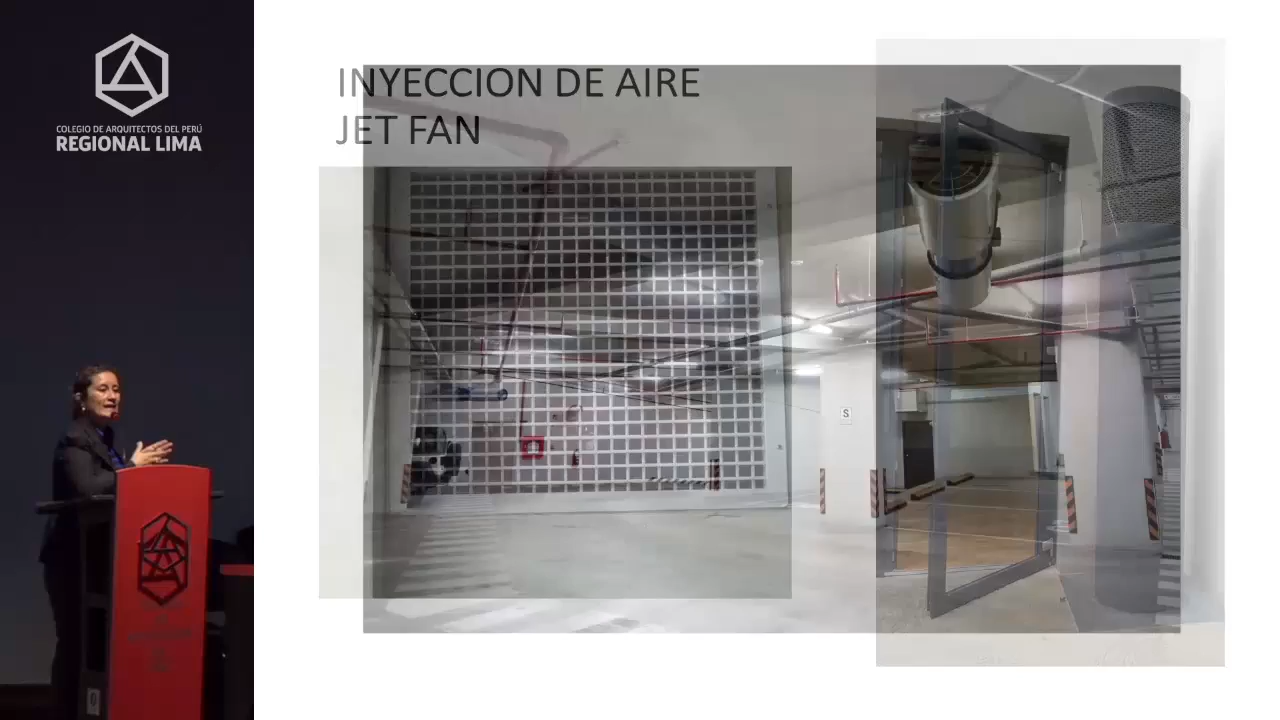 COLEGIO DE ARQUITECTOS DEL PERÚ
REGIONAL LIMA
INYECCION DE AIRE
JET FAN
S